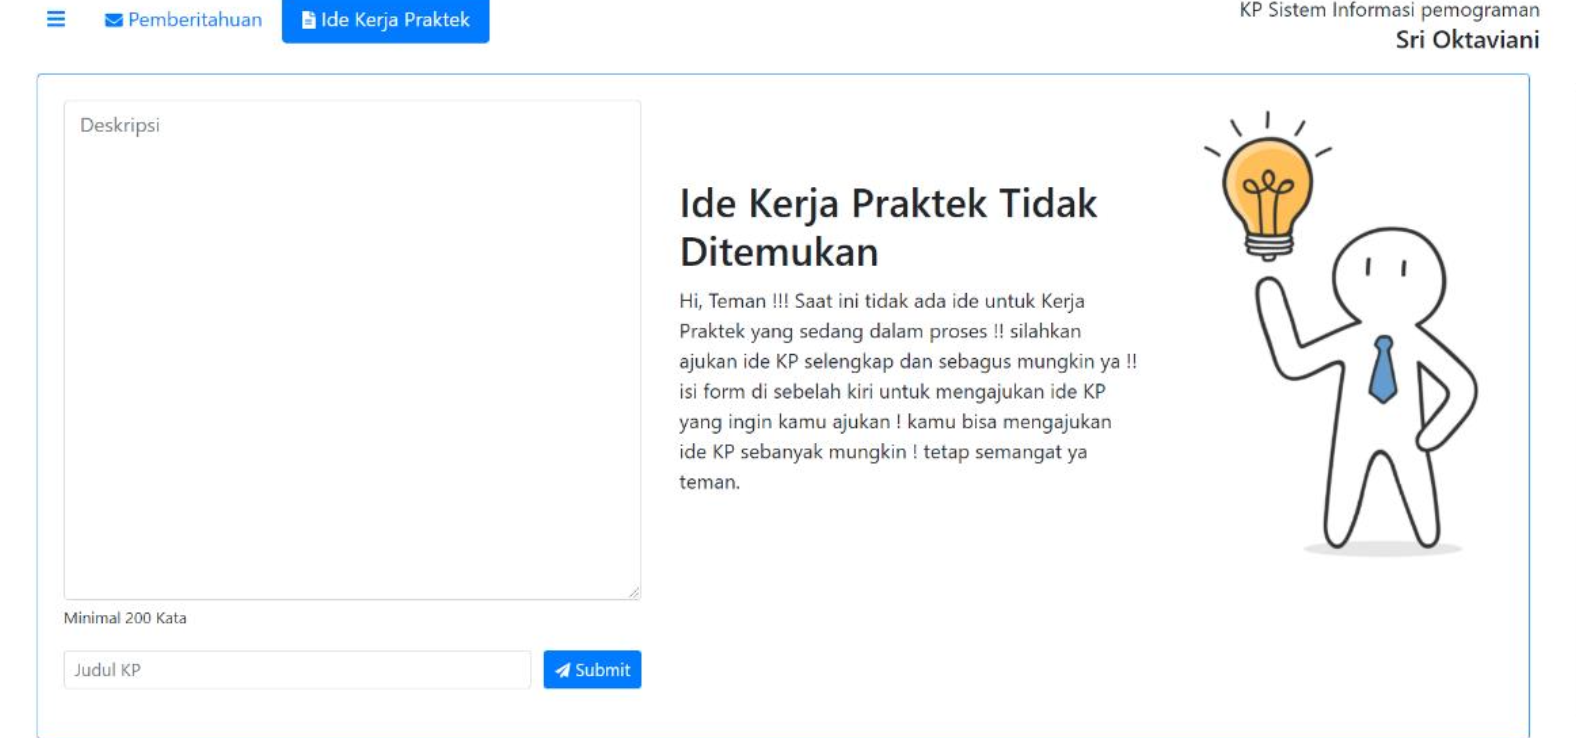 Pemberitahuan
Ide Kerja Praktek
KP Sistem Informasi pemograman
Sri Oktaviani
Deskripsi
Minimal 200 Kata
Judul KP
Submit
Ide Kerja Praktek Tidak
Ditemukan
Hi, Teman !!! Saat ini tidak ada ide untuk Kerja
Praktek yang sedang dalam proses !! silahkan
ajukan ide KP selengkap dan sebagus mungkin ya !!
isi form di sebelah kiri untuk mengajukan ide KP
yang ingin kamu ajukan ! kamu bisa mengajukan
ide KP sebanyak mungkin ! tetap semangat ya
teman.